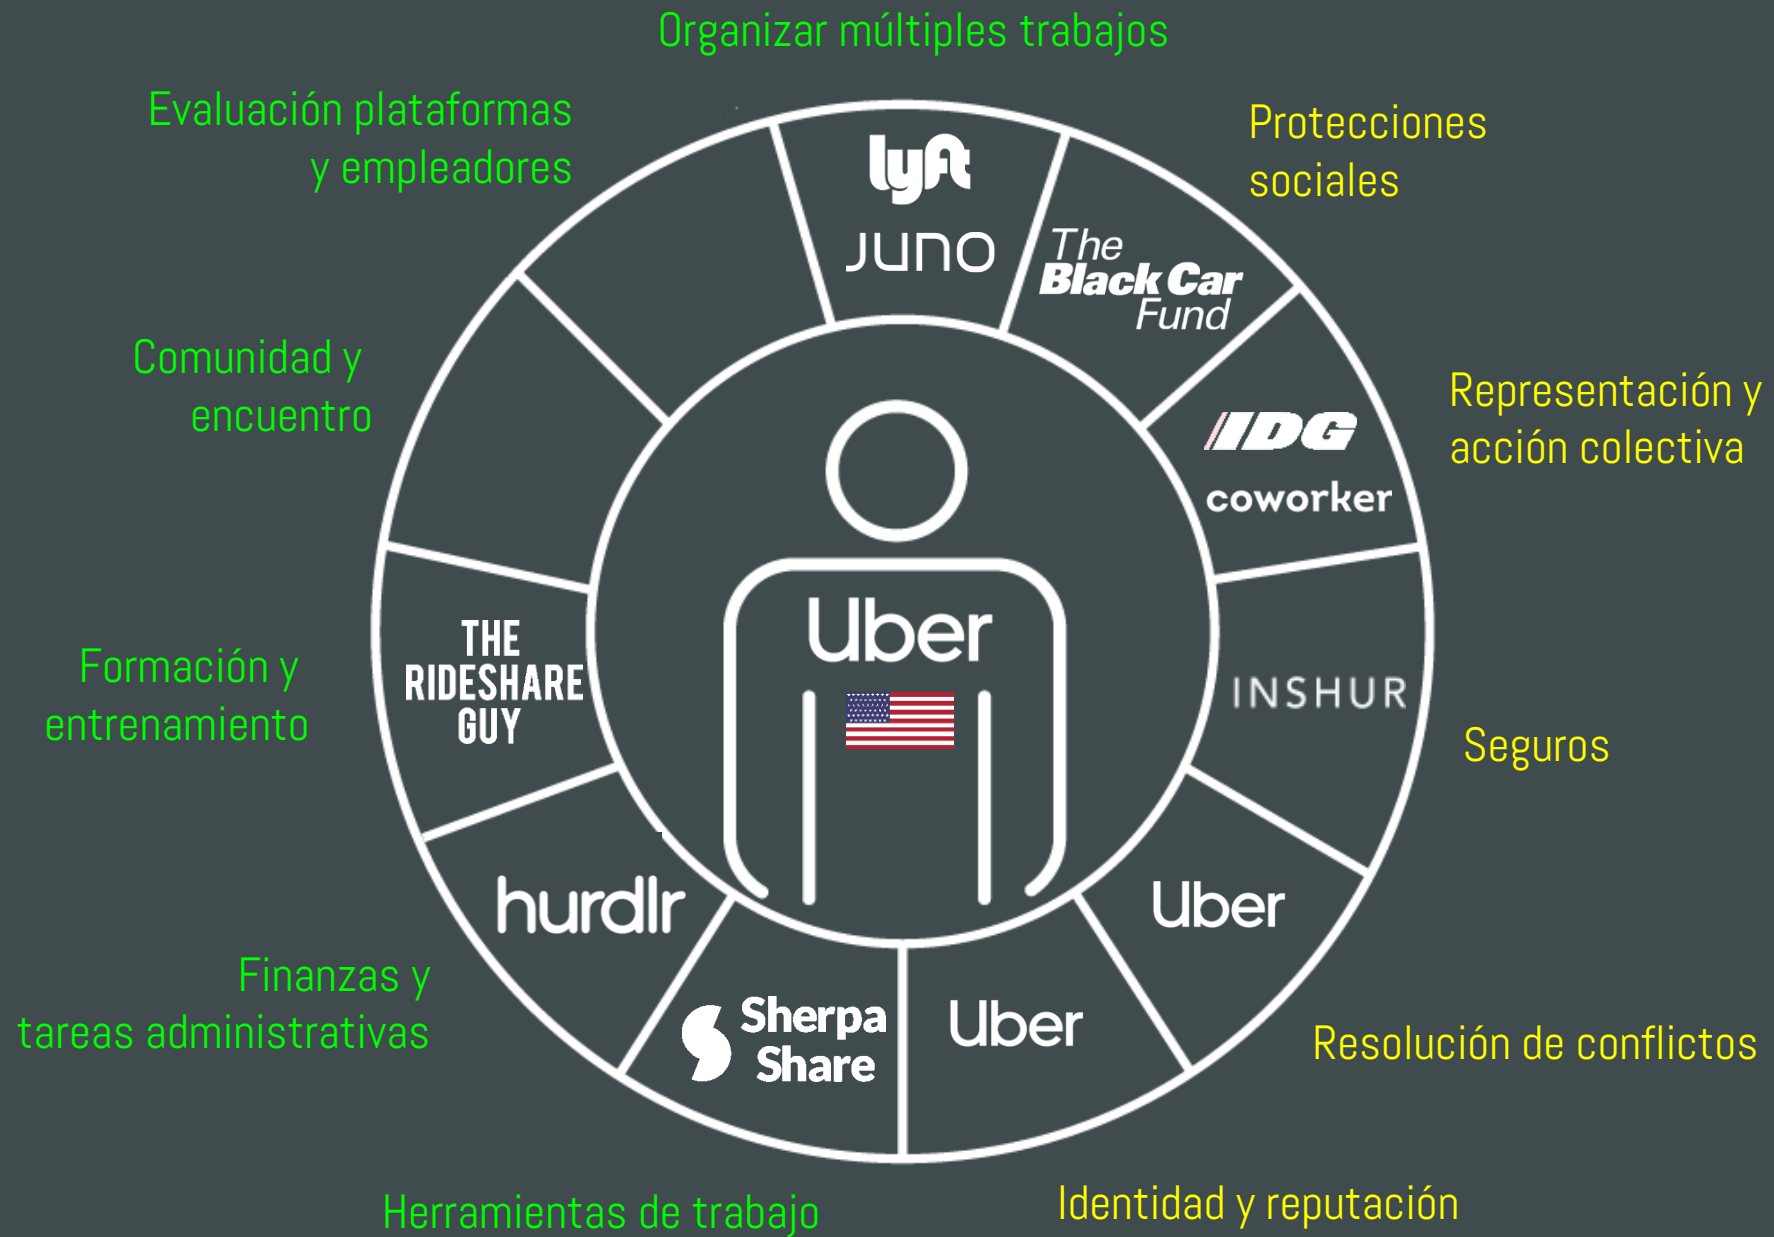 Organizar múltiples trabajos
Evaluación plataformas
y empleadores
Protecciones
sociales
lyft
JUNO
The
Black Car
Fund
Comunidad y
encuentro
Representación y
acción colectiva
IDG
coworker
Uber
THE
RIDESHARE
GUY
Formación y
entrenamiento
INSHUR
Seguros
hurdlr
Uber
Finanzas y
tareas administrativas
Sherpa
Share
Uber
Resolución de conflictos
Herramientas de trabajo
Identidad y reputación